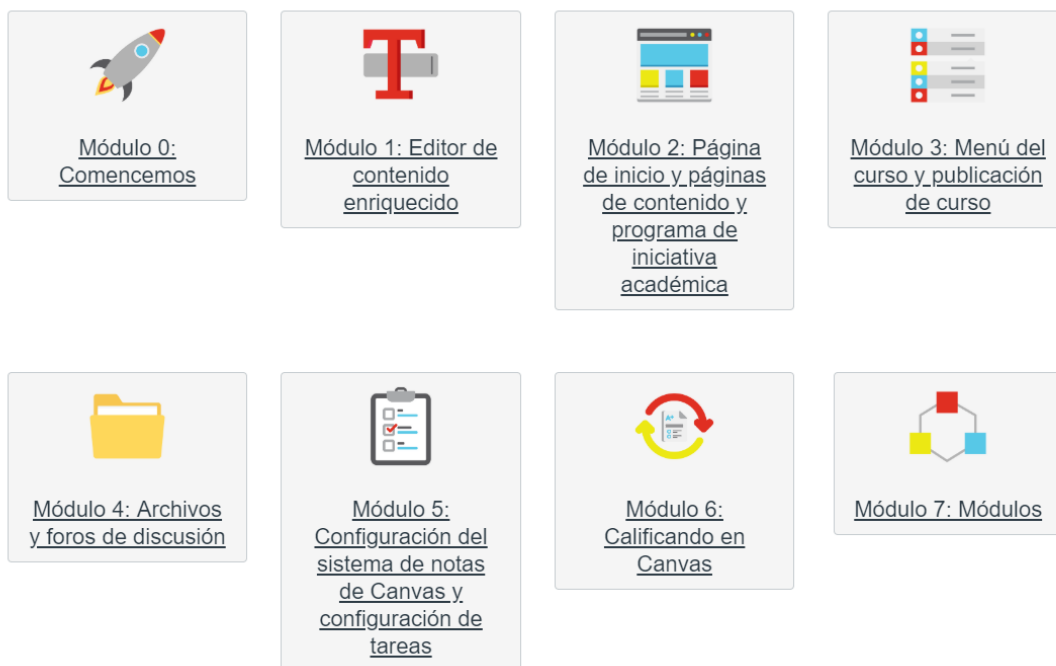 Módulo 0:
Comencemos
Módulo 1: Editor de
contenido
enriquecido
Módulo 2: Página
de inicio y páginas
de contenido y
programa de
iniciativa
académica
Módulo 3: Menú del
curso y publicación
de curso
Módulo 4: Archivos
y foros de discusión
Módulo 5:
Configuración del
sistema de notas
de Canvas y
configuración de
tareas
A+
Módulo 6:
Calificando en
Canvas
Módulo 7: Módulos